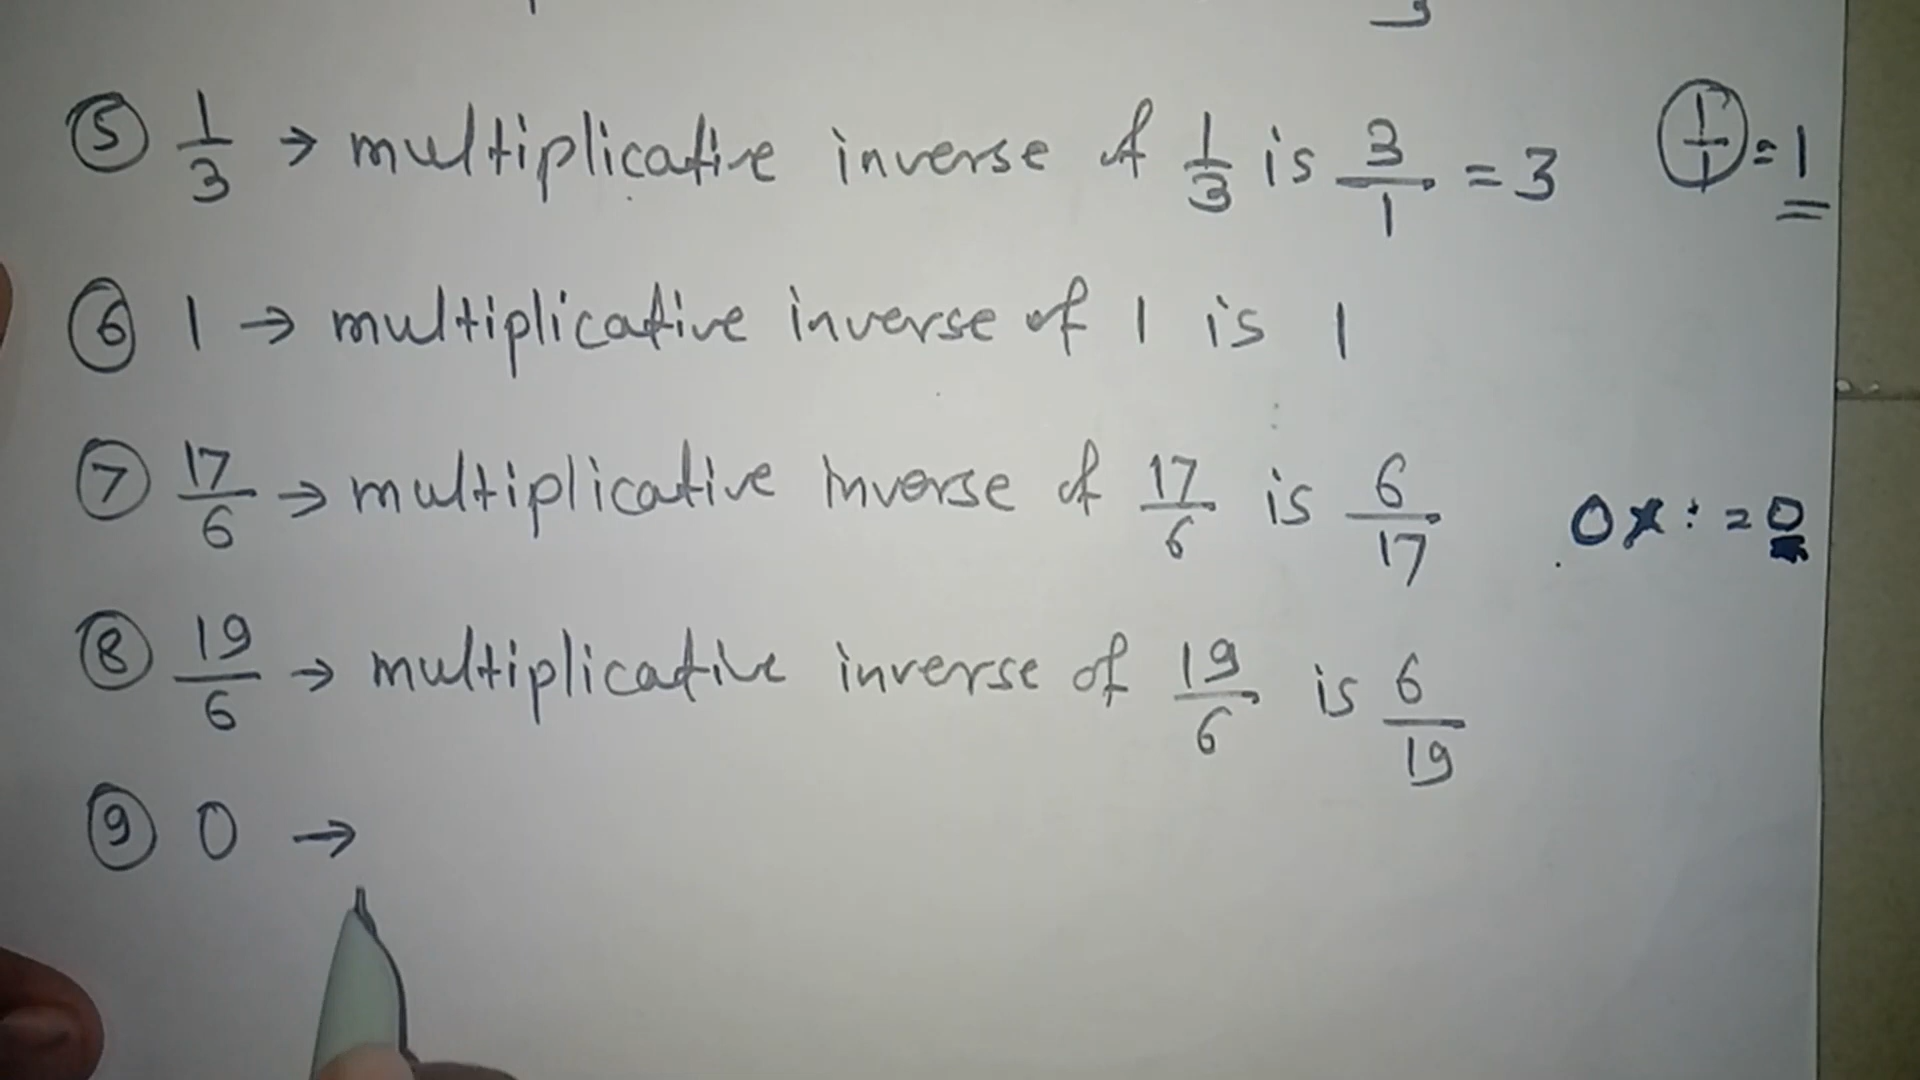 ⑤ 1/3 → multiplicative inverse of 1/3 is 3/1 = 3
1/1 = 1
⑥ 1 → multiplicative inverse of 1 is 1
⑦ 17/6 → multiplicative inverse of 17/6 is 6/17
0 × : = 0
⑧ 19/6 → multiplicative inverse of 19/6 is 6/19
⑨ 0 →